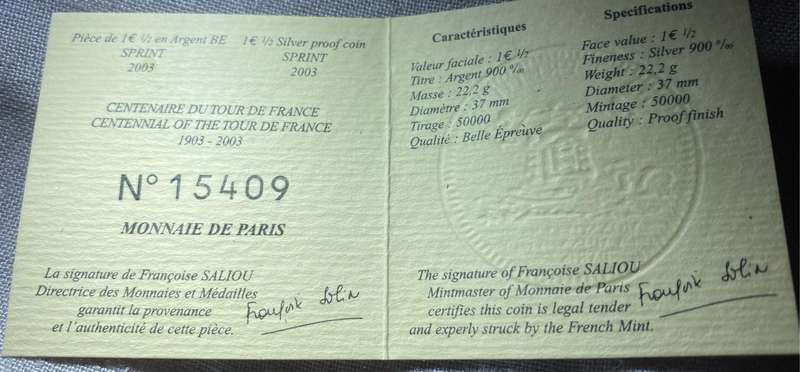 Pièce de 1€ ½ en Argent BE
SPRINT
2003
1€ ½ Silver proof coin
SPRINT
2003
CENTENAIRE DU TOUR DE FRANCE
CENTENNIAL OF THE TOUR DE FRANCE
1903 - 2003
N° 15409
MONNAIE DE PARIS
La signature de Françoise SALIOU
Directrice des Monnaies et Médailles
garantit la provenance
et l'authenticité de cette pièce.
Caractéristiques
Valeur faciale : 1€ ½
Titre : Argent 900 °/oo
Masse : 22,2 g
Diamètre : 37 mm
Tirage : 50000
Qualité : Belle Épreuve
Specifications
Face value : 1€ ½
Fineness : Silver 900 °/oo
Weight : 22,2 g
Diameter : 37 mm
Mintage : 50000
Quality : Proof finish
The signature of Françoise SALIOU
Mintmaster of Monnaie de Paris
certifies this coin is legal tender
and experly struck by the French Mint.